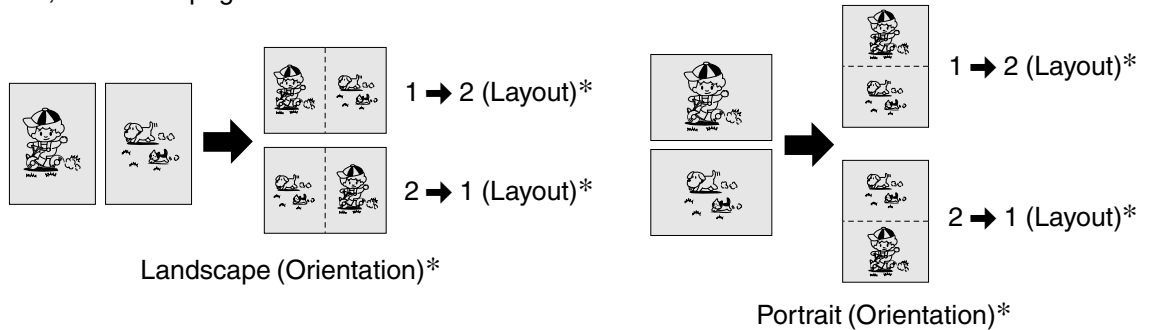 1 ➡ 2 (Layout)*
2 ➡ 1 (Layout)*
Landscape (Orientation)*
1 ➡ 2 (Layout)*
2 ➡ 1 (Layout)*
Portrait (Orientation)*